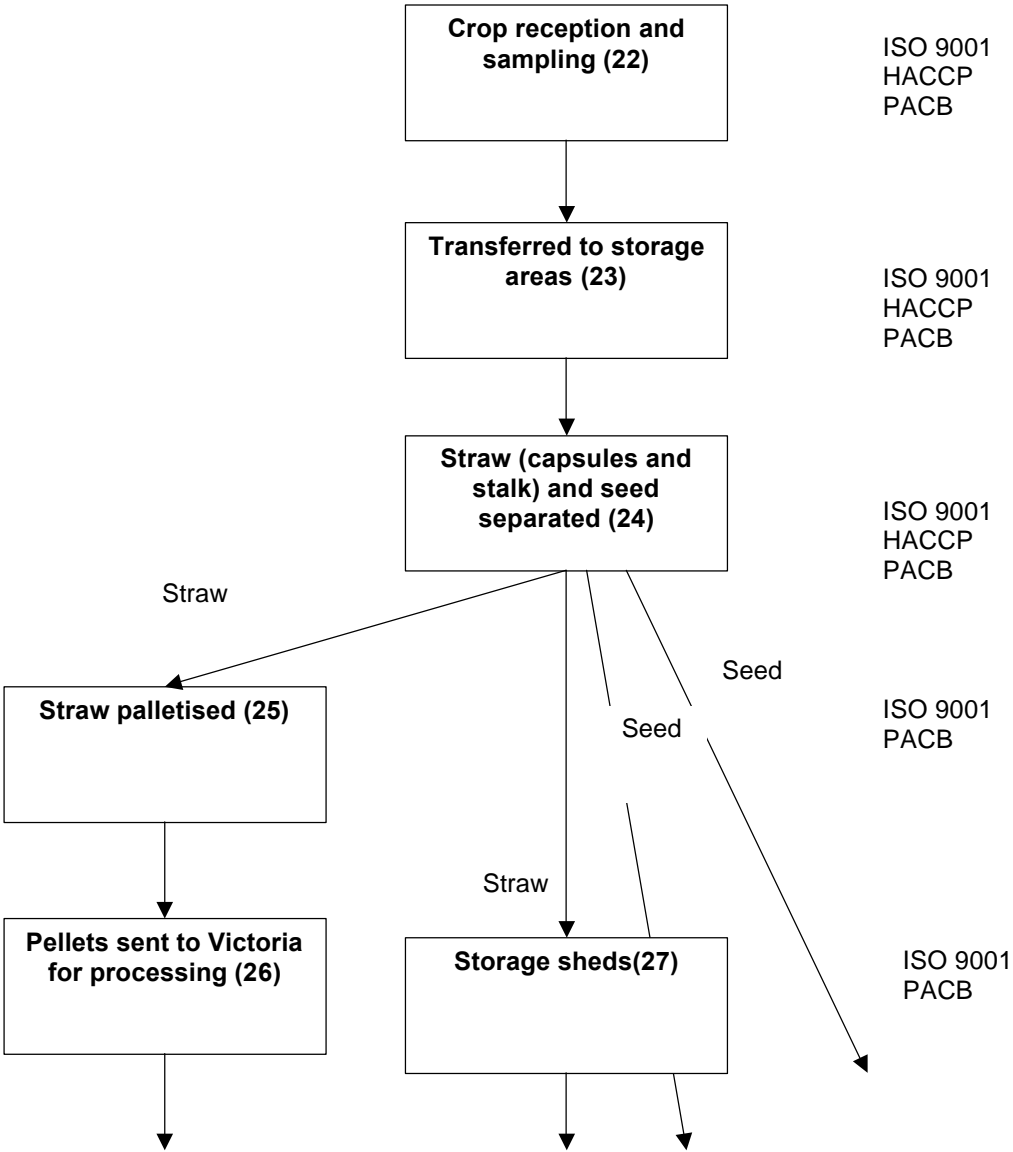 Crop reception and
sampling (22)
ISO 9001
HACCP
PACB
Transferred to storage
areas (23)
ISO 9001
HACCP
PACB
Straw (capsules and
stalk) and seed
separated (24)
ISO 9001
HACCP
PACB
Straw
Seed
Straw palletised (25)
Seed
ISO 9001
PACB
Straw
Pellets sent to Victoria
for processing (26)
Storage sheds(27)
ISO 9001
PACB